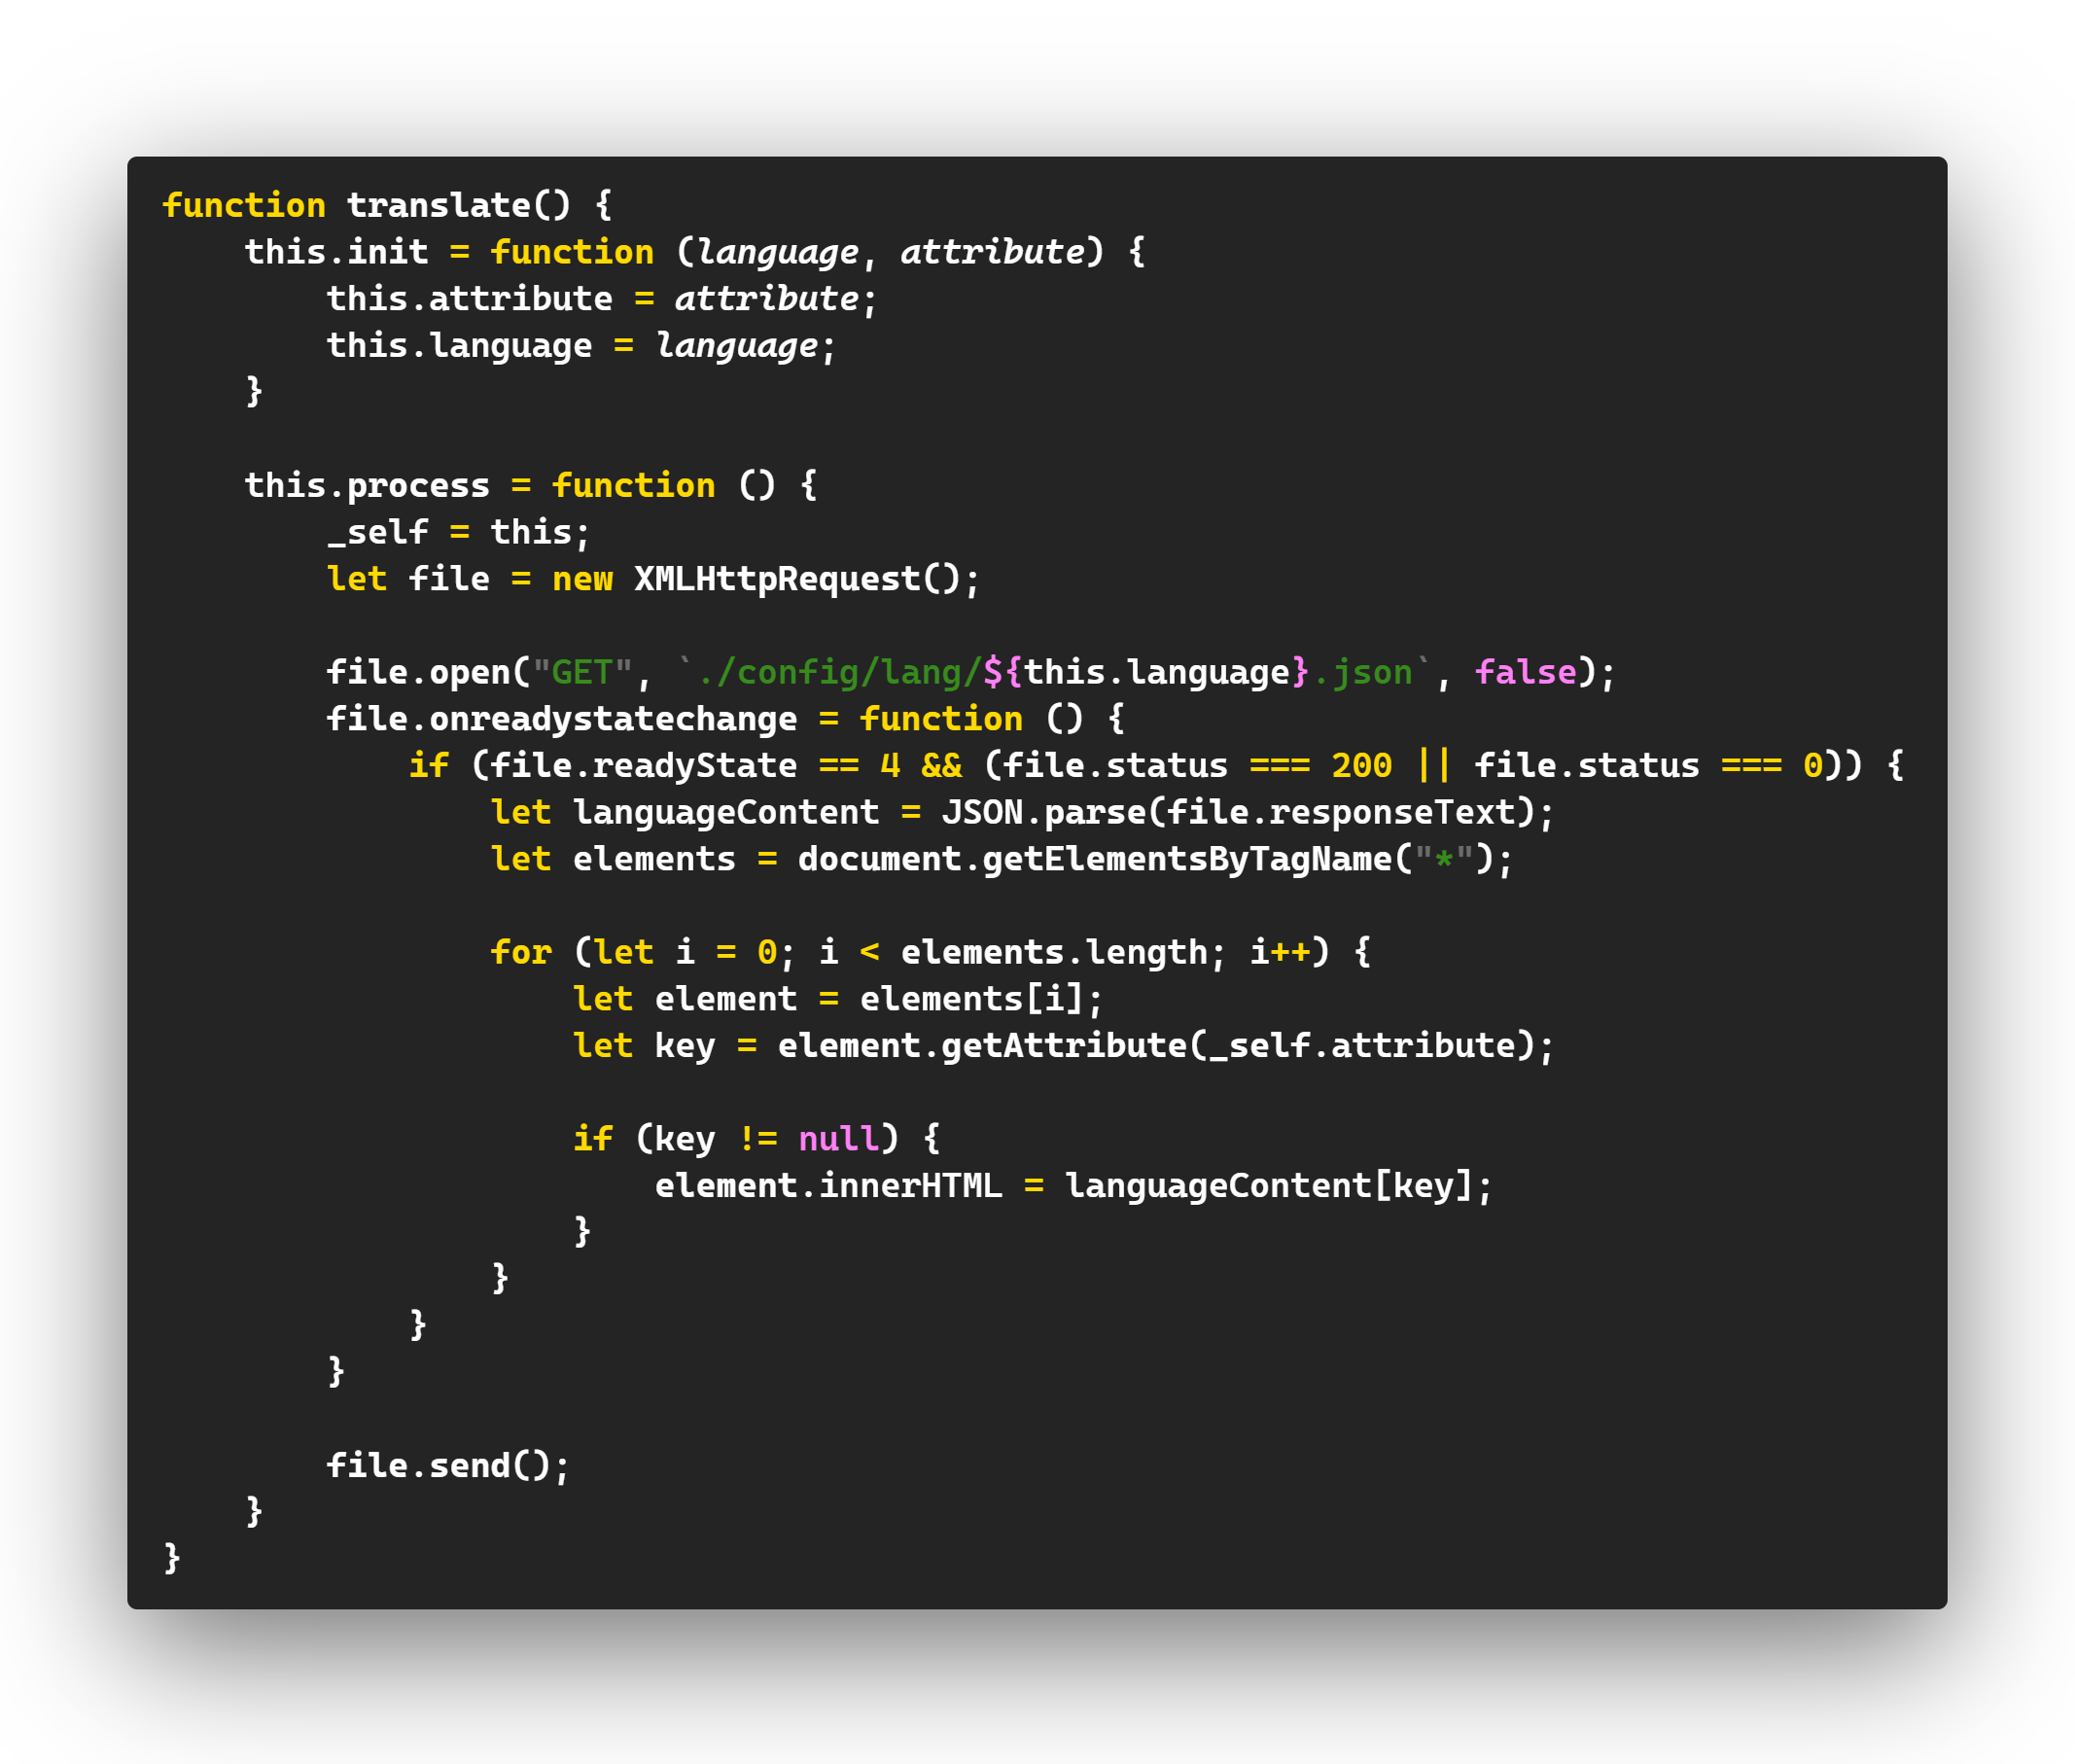 function translate() {
    this.init = function (language, attribute) {
        this.attribute = attribute;
        this.language = language;
    }

    this.process = function () {
        _self = this;
        let file = new XMLHttpRequest();

        file.open("GET", `./config/lang/${this.language}.json`, false);
        file.onreadystatechange = function () {
            if (file.readyState == 4 && (file.status === 200 || file.status === 0)) {
                let languageContent = JSON.parse(file.responseText);
                let elements = document.getElementsByTagName("*");

                for (let i = 0; i < elements.length; i++) {
                    let element = elements[i];
                    let key = element.getAttribute(_self.attribute);

                    if (key != null) {
                        element.innerHTML = languageContent[key];
                    }
                }
            }
        }

        file.send();
    }
}